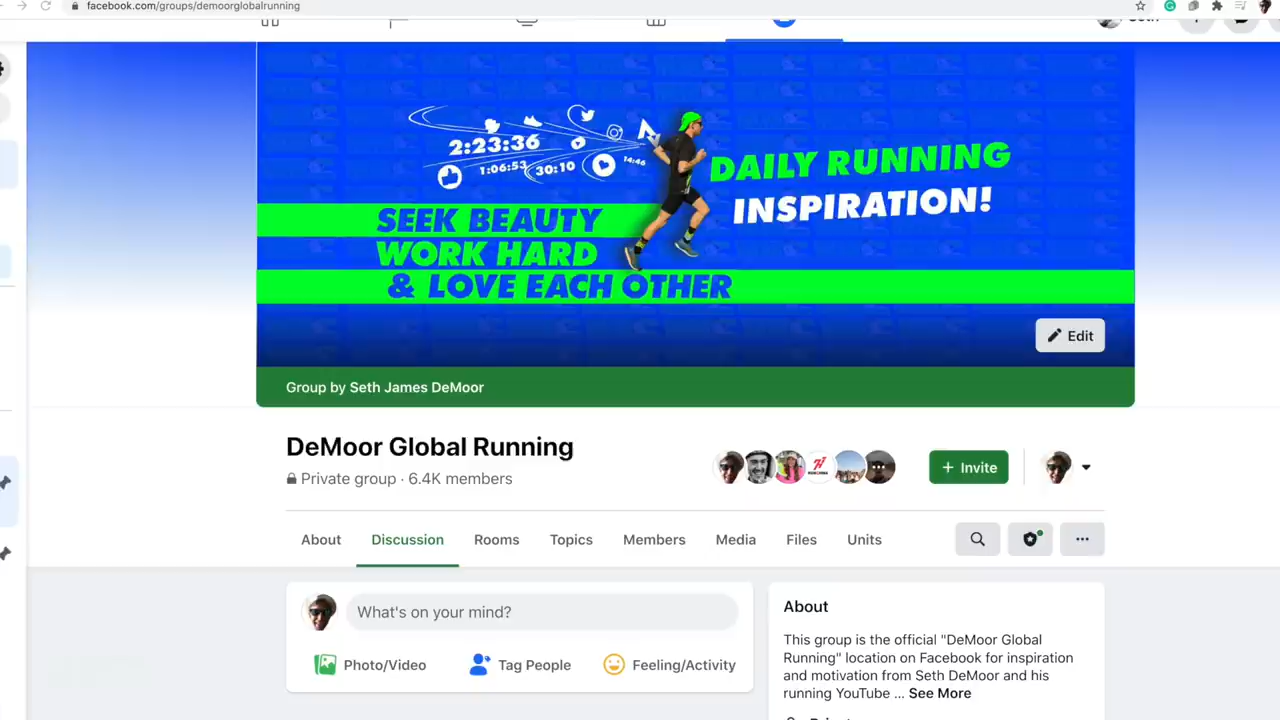 facebook.com/groups/demoorglobalrunning
2:23:36
1:06:53
30:10
14:46
DAILY RUNNING
INSPIRATION!
SEEK BEAUTY
WORK HARD
& LOVE EACH OTHER
Edit
Group by Seth James DeMoor
DeMoor Global Running
Private group · 6.4K members
+ Invite
About
Discussion
Rooms
Topics
Members
Media
Files
Units
What's on your mind?
Photo/Video
Tag People
Feeling/Activity
About
This group is the official "DeMoor Global
Running" location on Facebook for inspiration
and motivation from Seth DeMoor and his
running YouTube ... See More